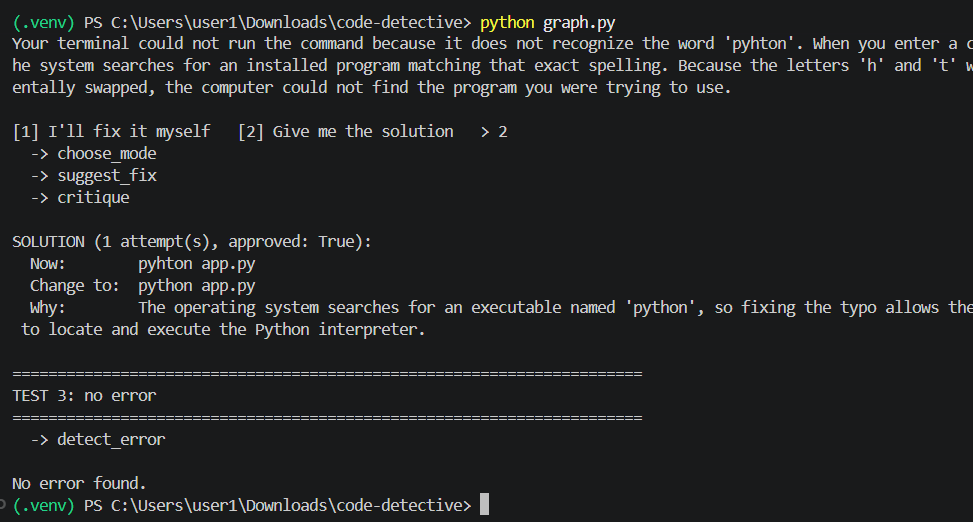 (.venv) PS C:\Users\user1\Downloads\code-detective> python graph.py
Your terminal could not run the command because it does not recognize the word 'pyhton'. When you enter a
he system searches for an installed program matching that exact spelling. Because the letters 'h' and 't'
entally swapped, the computer could not find the program you were trying to use.
[1] I'll fix it myself   [2] Give me the solution   > 2
  -> choose_mode
  -> suggest_fix
  -> critique
SOLUTION (1 attempt(s), approved: True):
  Now:        pyhton app.py
  Change to:  python app.py
  Why:        The operating system searches for an executable named 'python', so fixing the typo allows the
 to locate and execute the Python interpreter.
======================================================================
TEST 3: no error
======================================================================
  -> detect_error
No error found.
(.venv) PS C:\Users\user1\Downloads\code-detective>